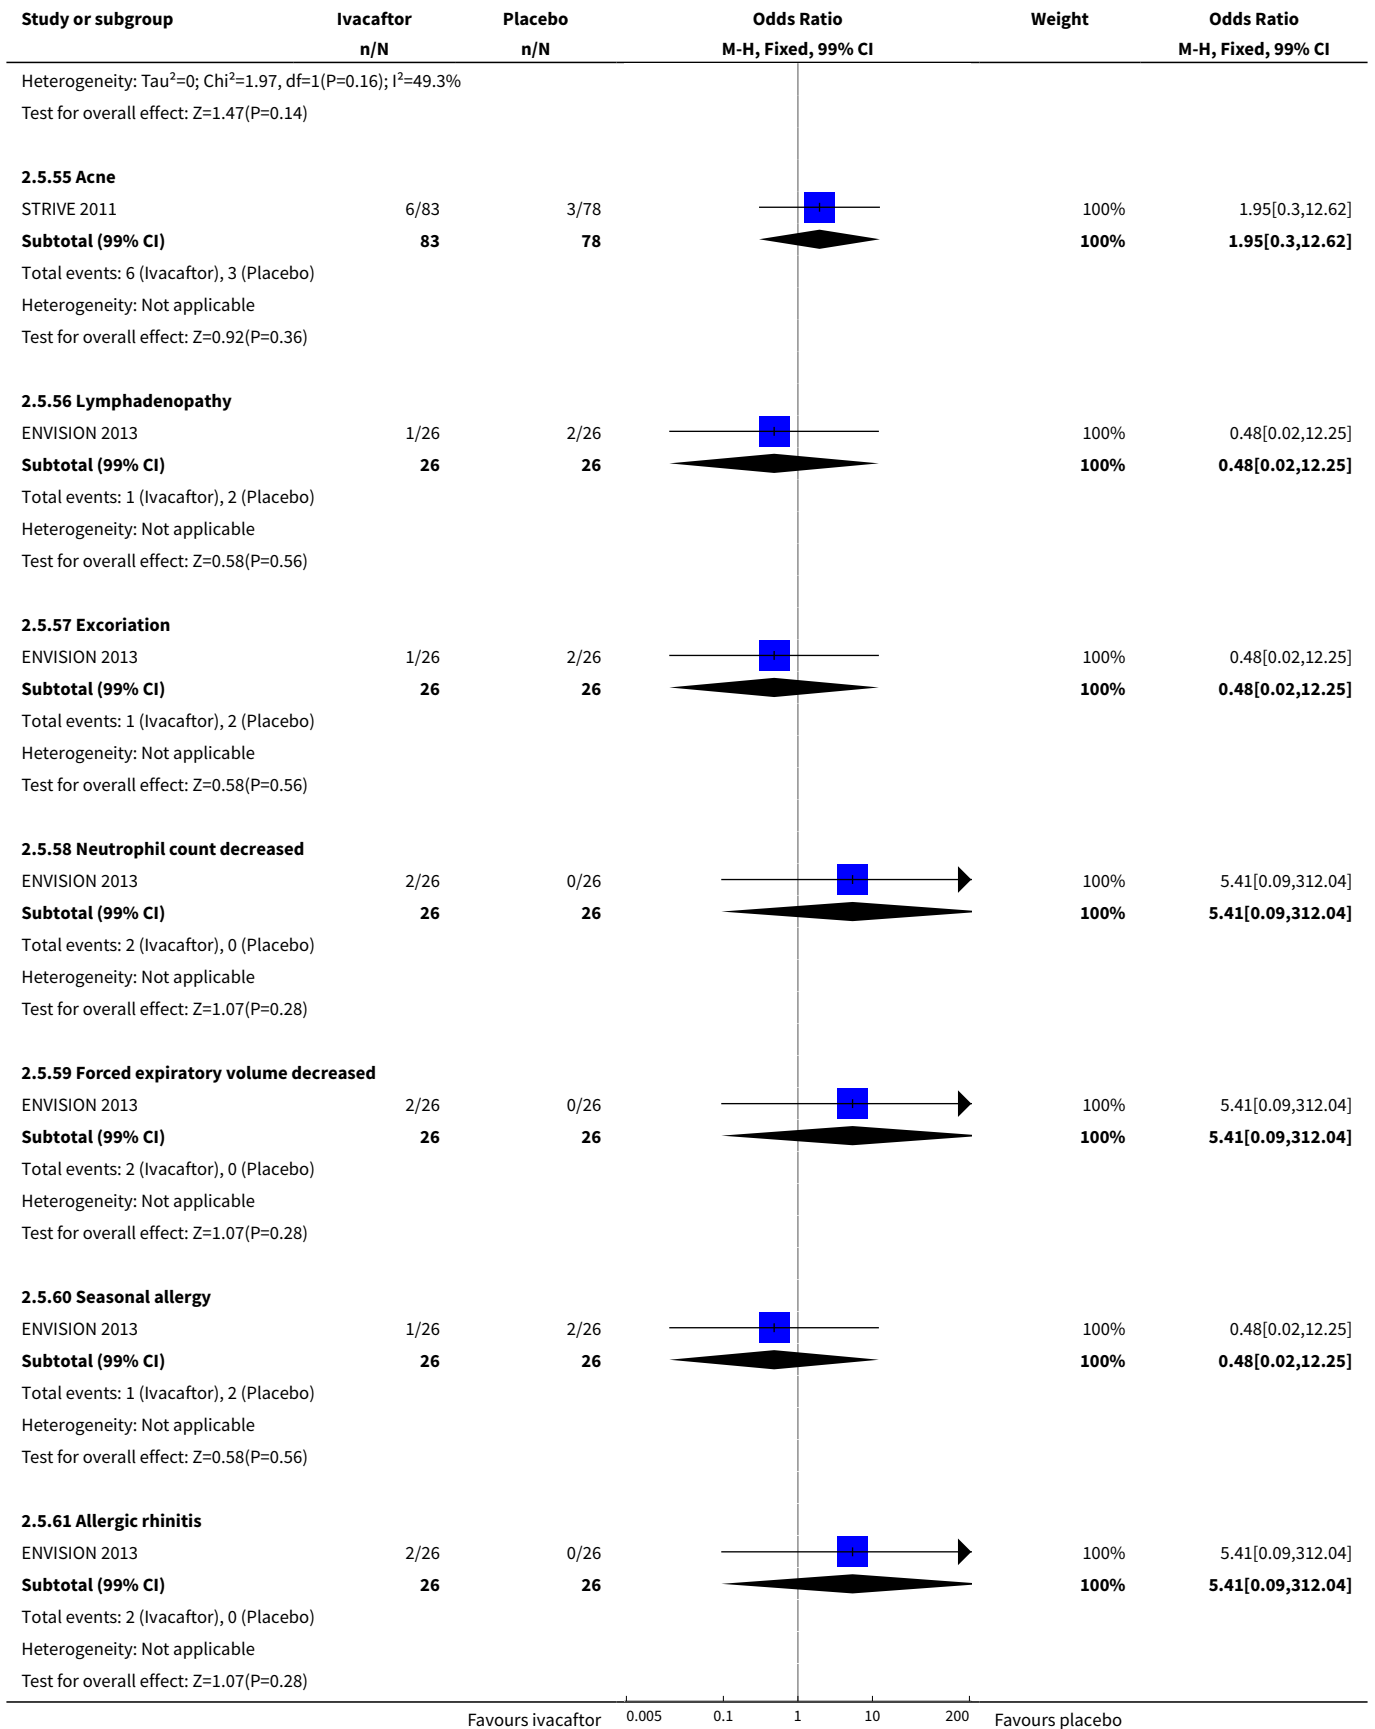 Study or subgroup Ivacaftor Placebo Odds Ratio Weight Odds Ratio
n/N n/N M-H, Fixed, 99% CI M-H, Fixed, 99% CI
Heterogeneity: Tau²=0; Chi²=1.97, df=1(P=0.16); I²=49.3%
Test for overall effect: Z=1.47(P=0.14)
2.5.55 Acne
STRIVE 2011 6/83 3/78 100% 1.95[0.3,12.62]
Subtotal (99% CI) 83 78 100% 1.95[0.3,12.62]
Total events: 6 (Ivacaftor), 3 (Placebo)
Heterogeneity: Not applicable
Test for overall effect: Z=0.92(P=0.36)
2.5.56 Lymphadenopathy
ENVISION 2013 1/26 2/26 100% 0.48[0.02,12.25]
Subtotal (99% CI) 26 26 100% 0.48[0.02,12.25]
Total events: 1 (Ivacaftor), 2 (Placebo)
Heterogeneity: Not applicable
Test for overall effect: Z=0.58(P=0.56)
2.5.57 Excoriation
ENVISION 2013 1/26 2/26 100% 0.48[0.02,12.25]
Subtotal (99% CI) 26 26 100% 0.48[0.02,12.25]
Total events: 1 (Ivacaftor), 2 (Placebo)
Heterogeneity: Not applicable
Test for overall effect: Z=0.58(P=0.56)
2.5.58 Neutrophil count decreased
ENVISION 2013 2/26 0/26 100% 5.41[0.09,312.04]
Subtotal (99% CI) 26 26 100% 5.41[0.09,312.04]
Total events: 2 (Ivacaftor), 0 (Placebo)
Heterogeneity: Not applicable
Test for overall effect: Z=1.07(P=0.28)
2.5.59 Forced expiratory volume decreased
ENVISION 2013 2/26 0/26 100% 5.41[0.09,312.04]
Subtotal (99% CI) 26 26 100% 5.41[0.09,312.04]
Total events: 2 (Ivacaftor), 0 (Placebo)
Heterogeneity: Not applicable
Test for overall effect: Z=1.07(P=0.28)
2.5.60 Seasonal allergy
ENVISION 2013 1/26 2/26 100% 0.48[0.02,12.25]
Subtotal (99% CI) 26 26 100% 0.48[0.02,12.25]
Total events: 1 (Ivacaftor), 2 (Placebo)
Heterogeneity: Not applicable
Test for overall effect: Z=0.58(P=0.56)
2.5.61 Allergic rhinitis
ENVISION 2013 2/26 0/26 100% 5.41[0.09,312.04]
Subtotal (99% CI) 26 26 100% 5.41[0.09,312.04]
Total events: 2 (Ivacaftor), 0 (Placebo)
Heterogeneity: Not applicable
Test for overall effect: Z=1.07(P=0.28)
Favours ivacaftor 0.005 0.1 1 10 200 Favours placebo